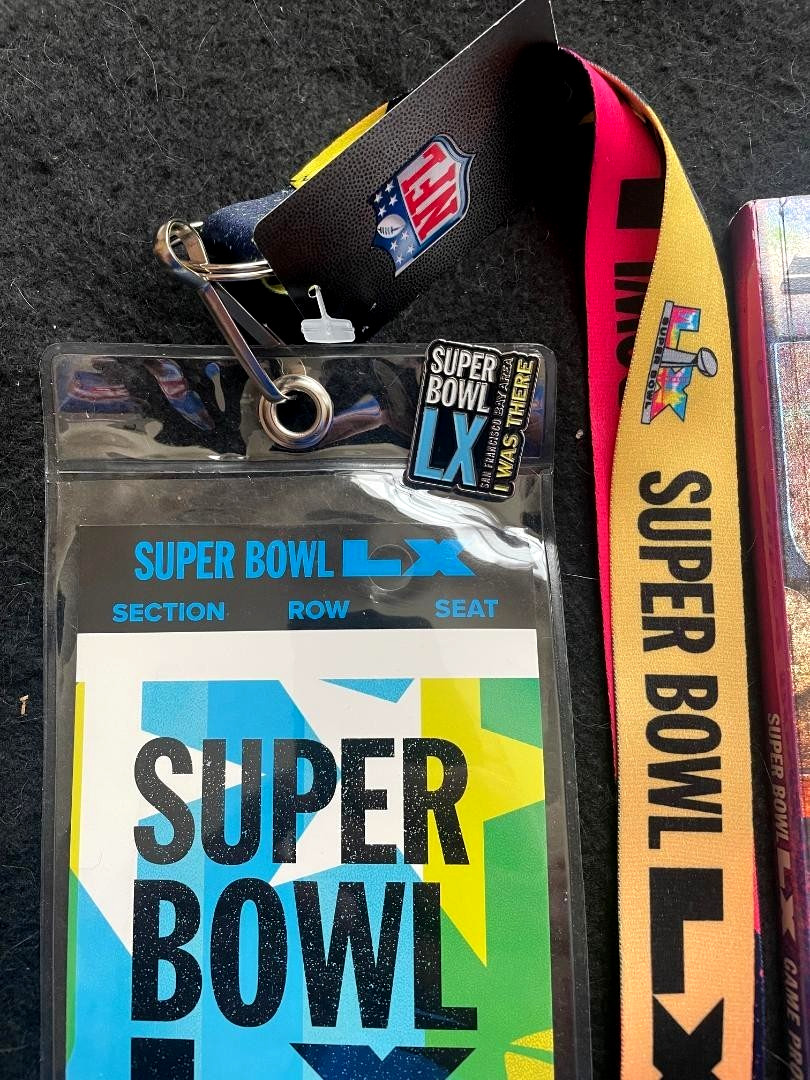 NFL
SUPER
BOWL
LX
SAN FRANCISCO BAY AREA
I WAS THERE
SUPER BOWL LX
SECTION ROW SEAT
SUPER
BOWL
LX
SUPER BOWL
SUPER BOWL LX
SUPER BOWL LX GAME